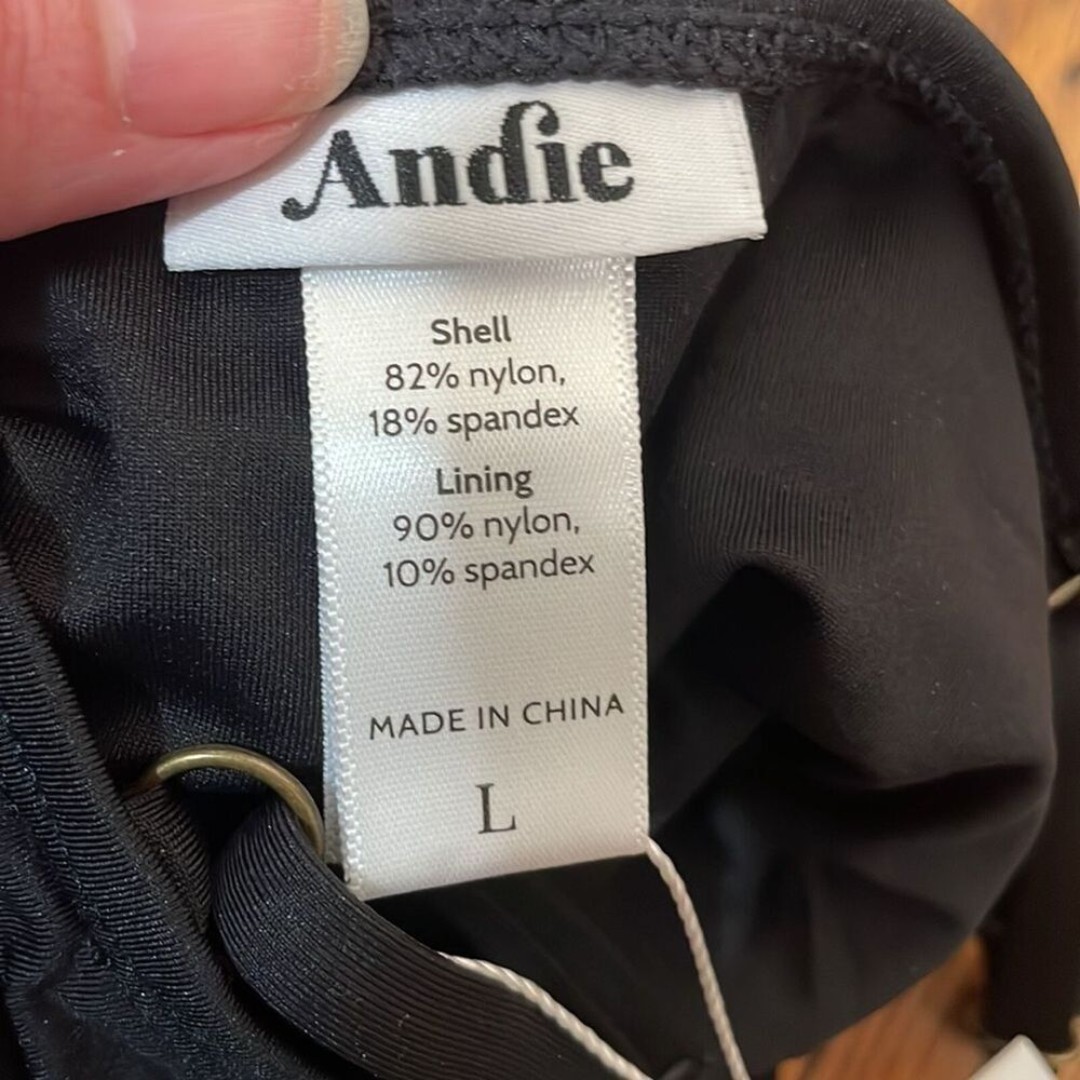 Andie
Shell
82% nylon,
18% spandex
Lining
90% nylon,
10% spandex
MADE IN CHINA
L